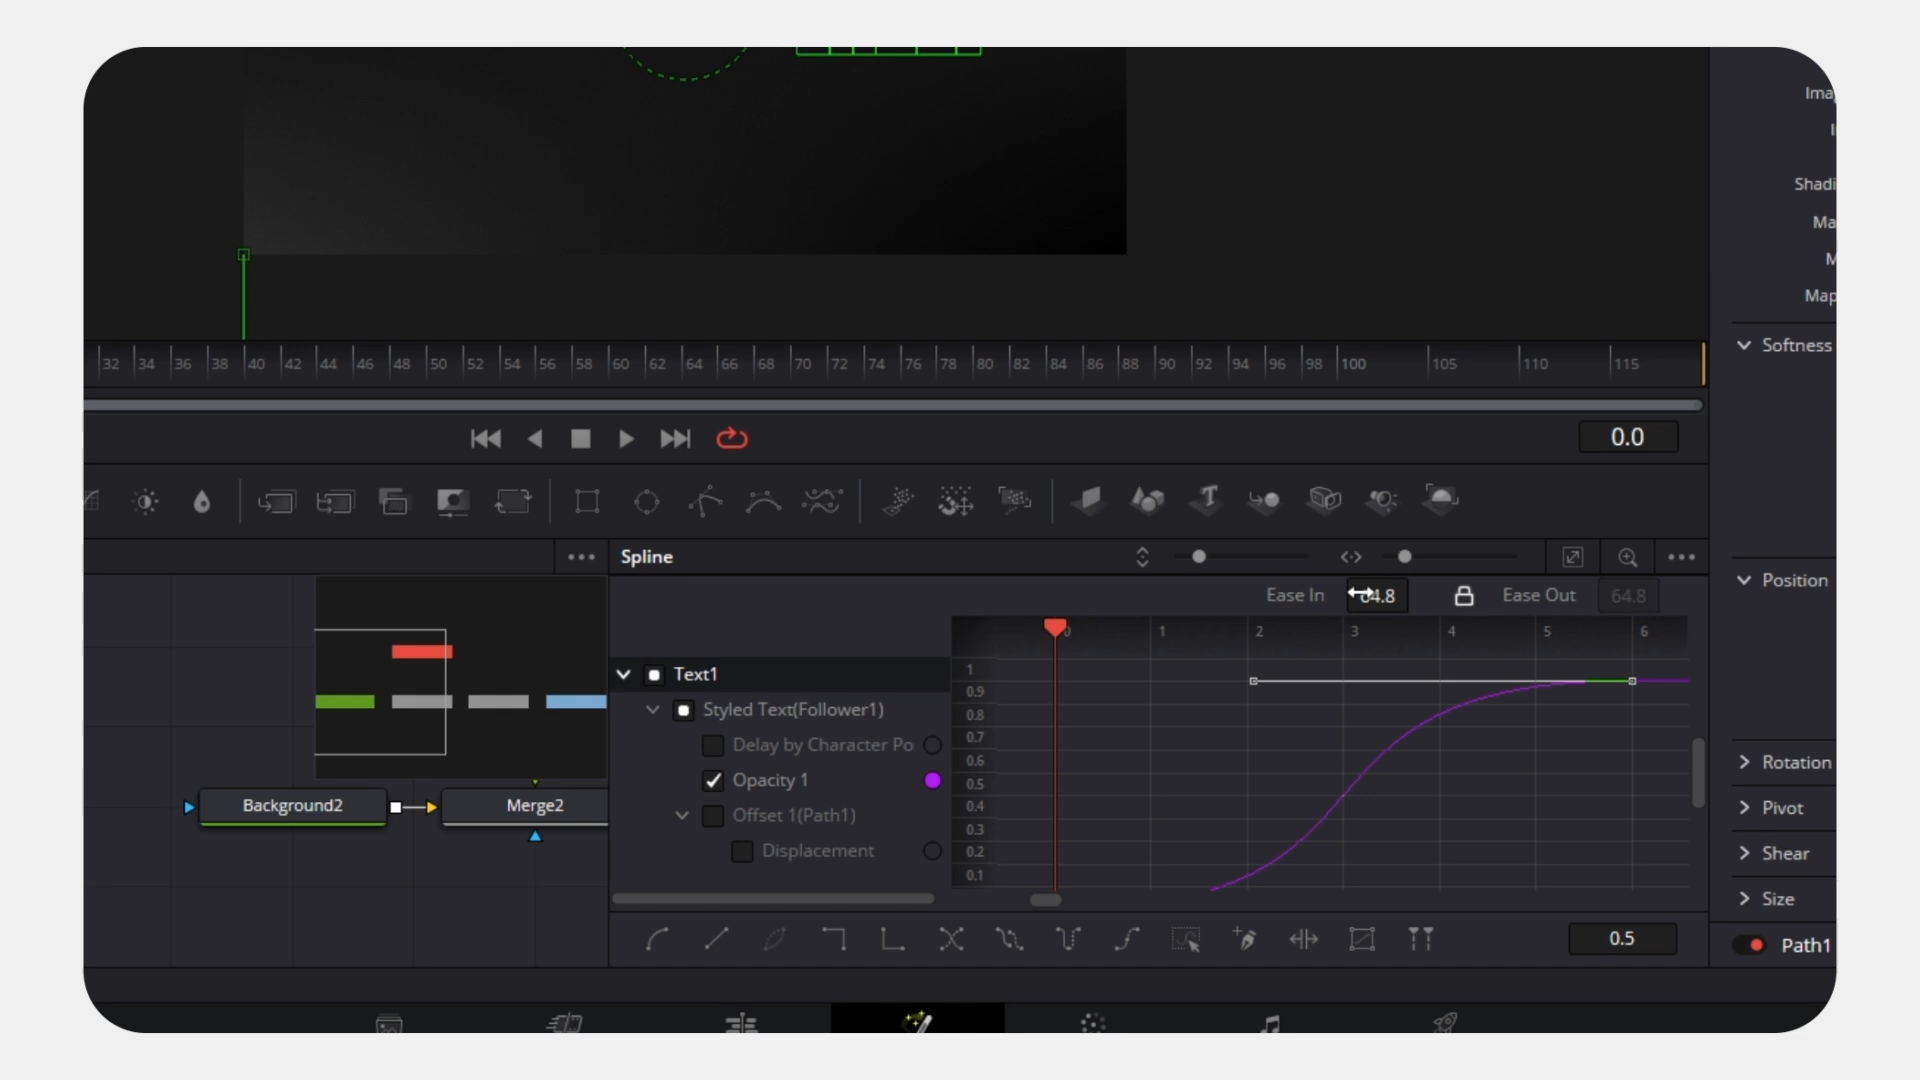 Ima
Shadi
Ma
M
Map
32 34 36 38 40 42 44 46 48 50 52 54 56 58 60 62 64 66 68 70 72 74 76 78 80 82 84 86 88 90 92 94 96 98 100 105 110 115
Softness
0.0
Spline
Ease In
64.8
Ease Out
64.8
Position
0 1 2 3 4 5 6
Text1
Styled Text(Follower1)
Delay by Character Po
Opacity 1
Offset 1(Path1)
Displacement
1
0.9
0.8
0.7
0.6
0.5
0.4
0.3
0.2
0.1
Background2
Merge2
Rotation
Pivot
Shear
Size
0.5
Path1